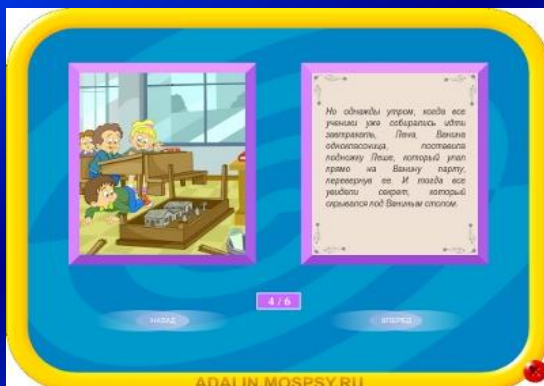 Но однажды утром, когда все
ученики уже собирались идти
завтракать, Лена, Ванина
одноклассница, поставила
подножку Леше, который упал
прямо на Ванину парту,
перевернув ее. И тогда все
увидели секрет, который
скрывался под Ваниным столом.
4 / 6
НАЗАД
ВПЕРЕД
ADALIN.MOSPSY.RU